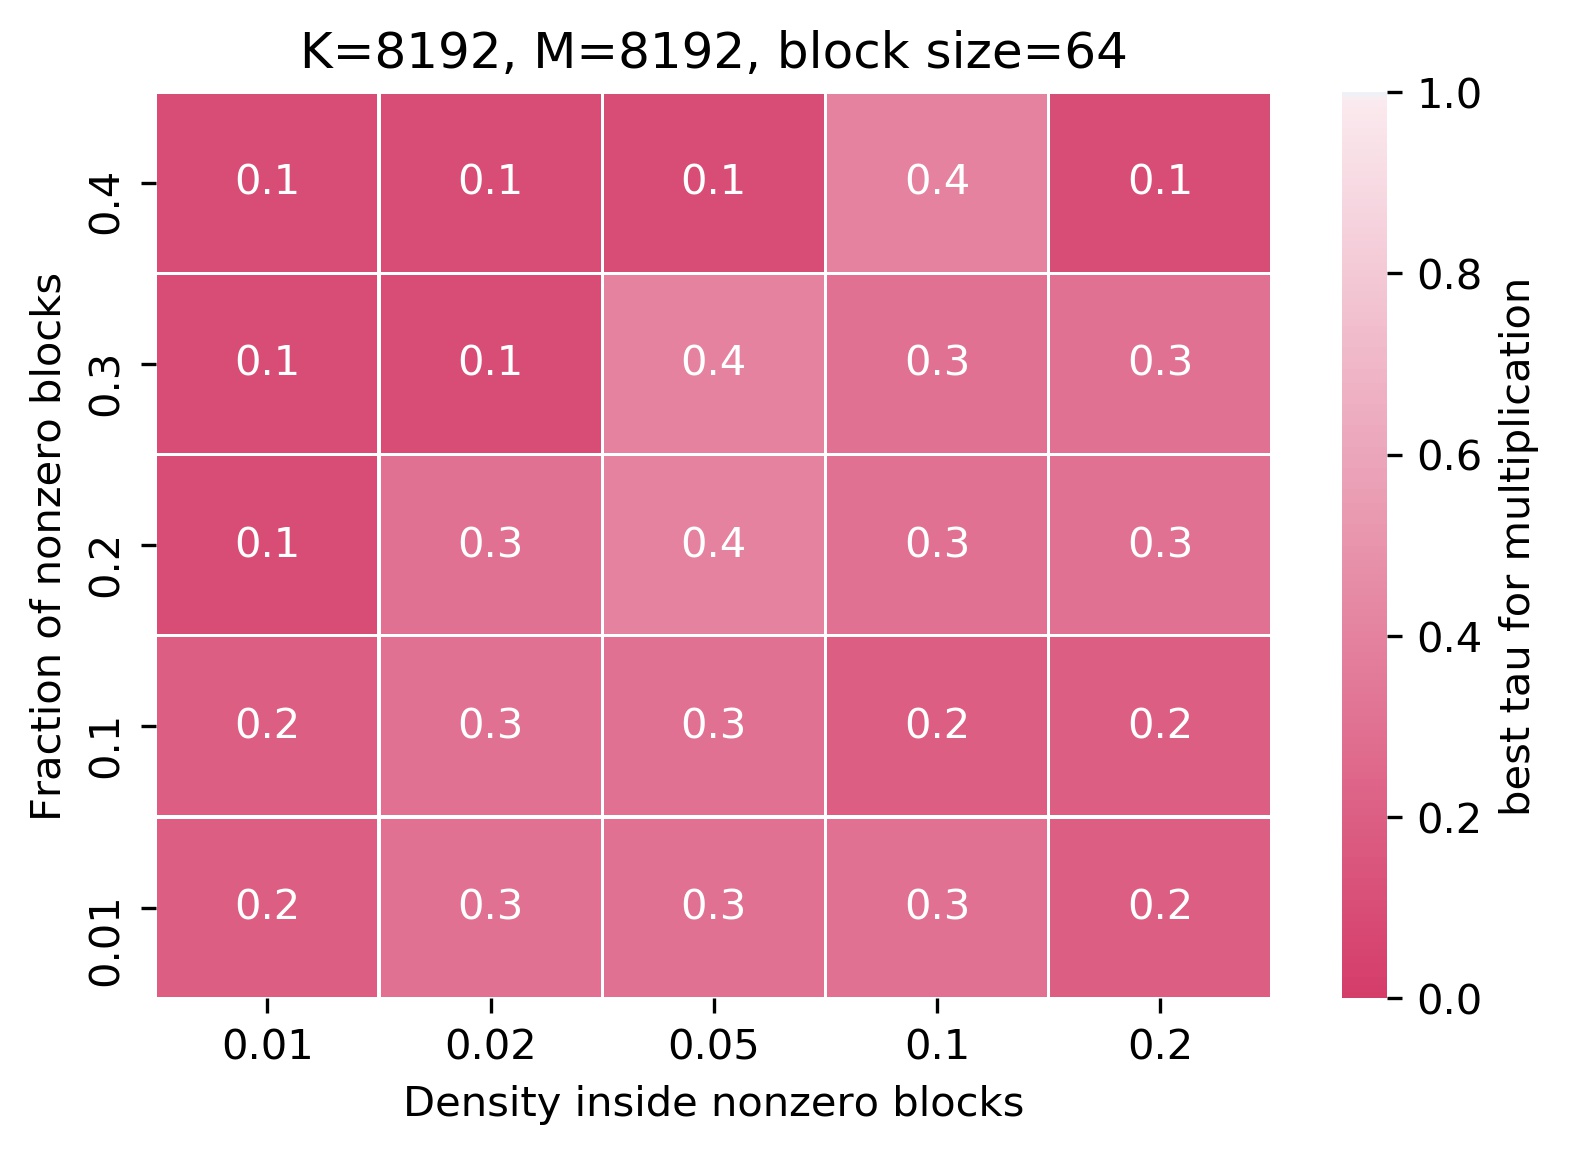 K=8192, M=8192, block size=64
1.0
0.4 0.1 0.1 0.1 0.4 0.1
0.8
0.3 0.1 0.1 0.4 0.3 0.3
0.6
0.2 0.1 0.3 0.4 0.3 0.3
0.4
0.1 0.2 0.3 0.3 0.2 0.2
0.2
0.01 0.2 0.3 0.3 0.3 0.2
0.0
Fraction of nonzero blocks
best tau for multiplication
0.01 0.02 0.05 0.1 0.2
Density inside nonzero blocks